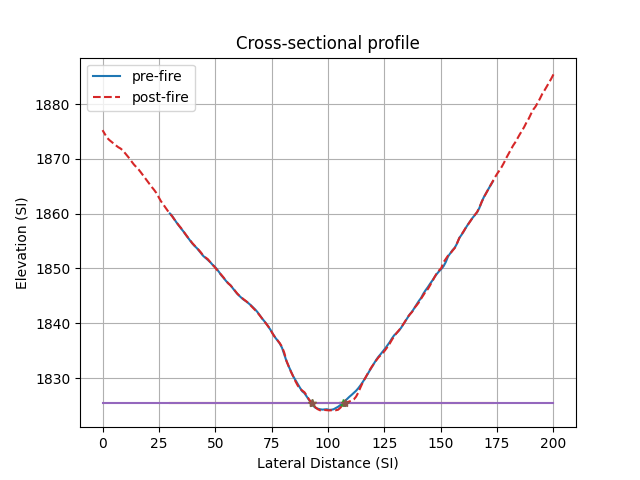 Cross-sectional profile
pre-fire
post-fire
Elevation (SI)
1880
1870
1860
1850
1840
1830
0 25 50 75 100 125 150 175 200
Lateral Distance (SI)